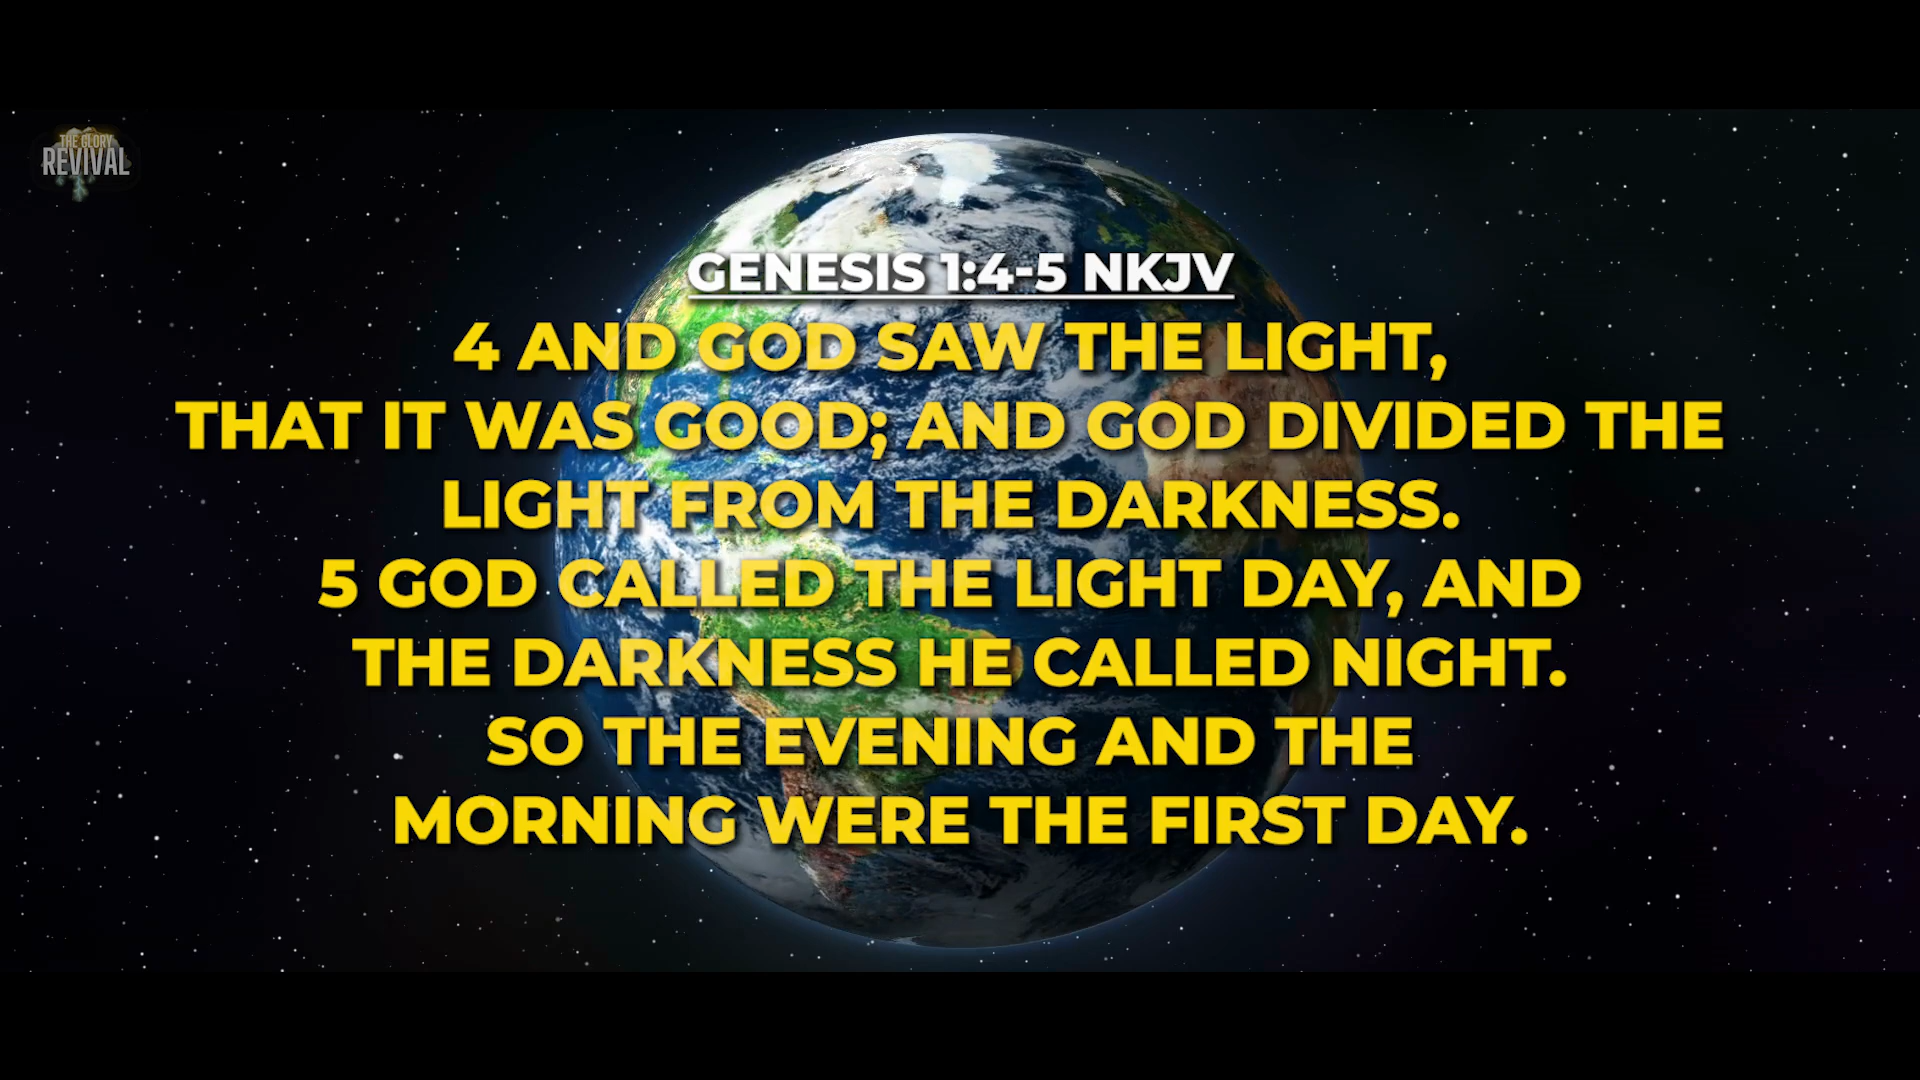 THE GLORY
REVIVAL
GENESIS 1:4-5 NKJV
4 AND GOD SAW THE LIGHT,
THAT IT WAS GOOD; AND GOD DIVIDED THE
LIGHT FROM THE DARKNESS.
5 GOD CALLED THE LIGHT DAY, AND
THE DARKNESS HE CALLED NIGHT.
SO THE EVENING AND THE
MORNING WERE THE FIRST DAY.